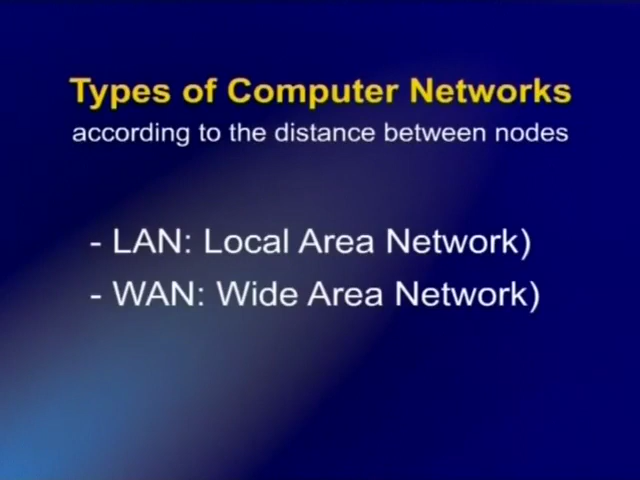 Types of Computer Networks
according to the distance between nodes
- LAN: Local Area Network)
- WAN: Wide Area Network)